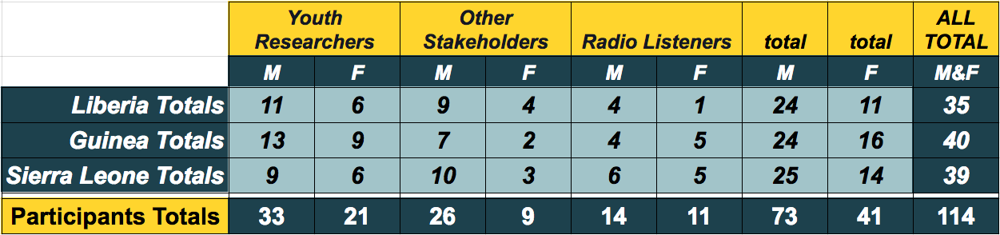 Youth Researchers Other Stakeholders Radio Listeners total total ALL TOTAL
M F M F M F M F M&F
Liberia Totals 11 6 9 4 4 1 24 11 35
Guinea Totals 13 9 7 2 4 5 24 16 40
Sierra Leone Totals 9 6 10 3 6 5 25 14 39
Participants Totals 33 21 26 9 14 11 73 41 114